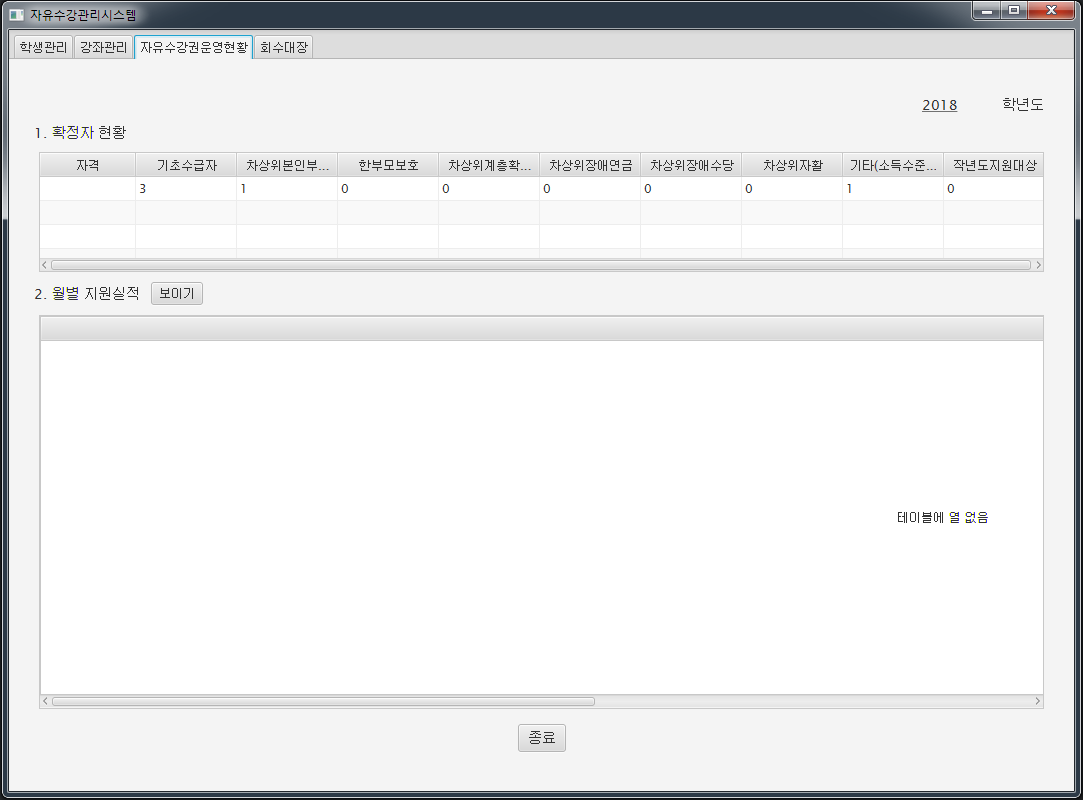 자유수강관리시스템
학생관리 강좌관리 자유수강권운영현황 회수대장
2018 학년도
1. 확정자 현황
자격 기초수급자 차상위본인부... 한부모보호 차상위계층확... 차상위장애연금 차상위장애수당 차상위자활 기타(소득수준... 작년도지원대상
3 1 0 0 0 0 0 1 0
2. 월별 지원실적 보이기
테이블에 열 없음
종료